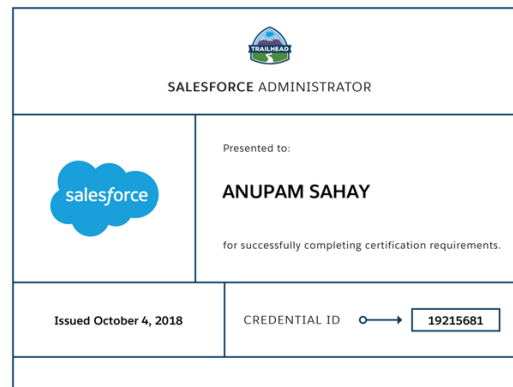 TRAILHEAD
SALESFORCE ADMINISTRATOR
salesforce
Presented to:
ANUPAM SAHAY
for successfully completing certification requirements.
Issued October 4, 2018
CREDENTIAL ID
19215681